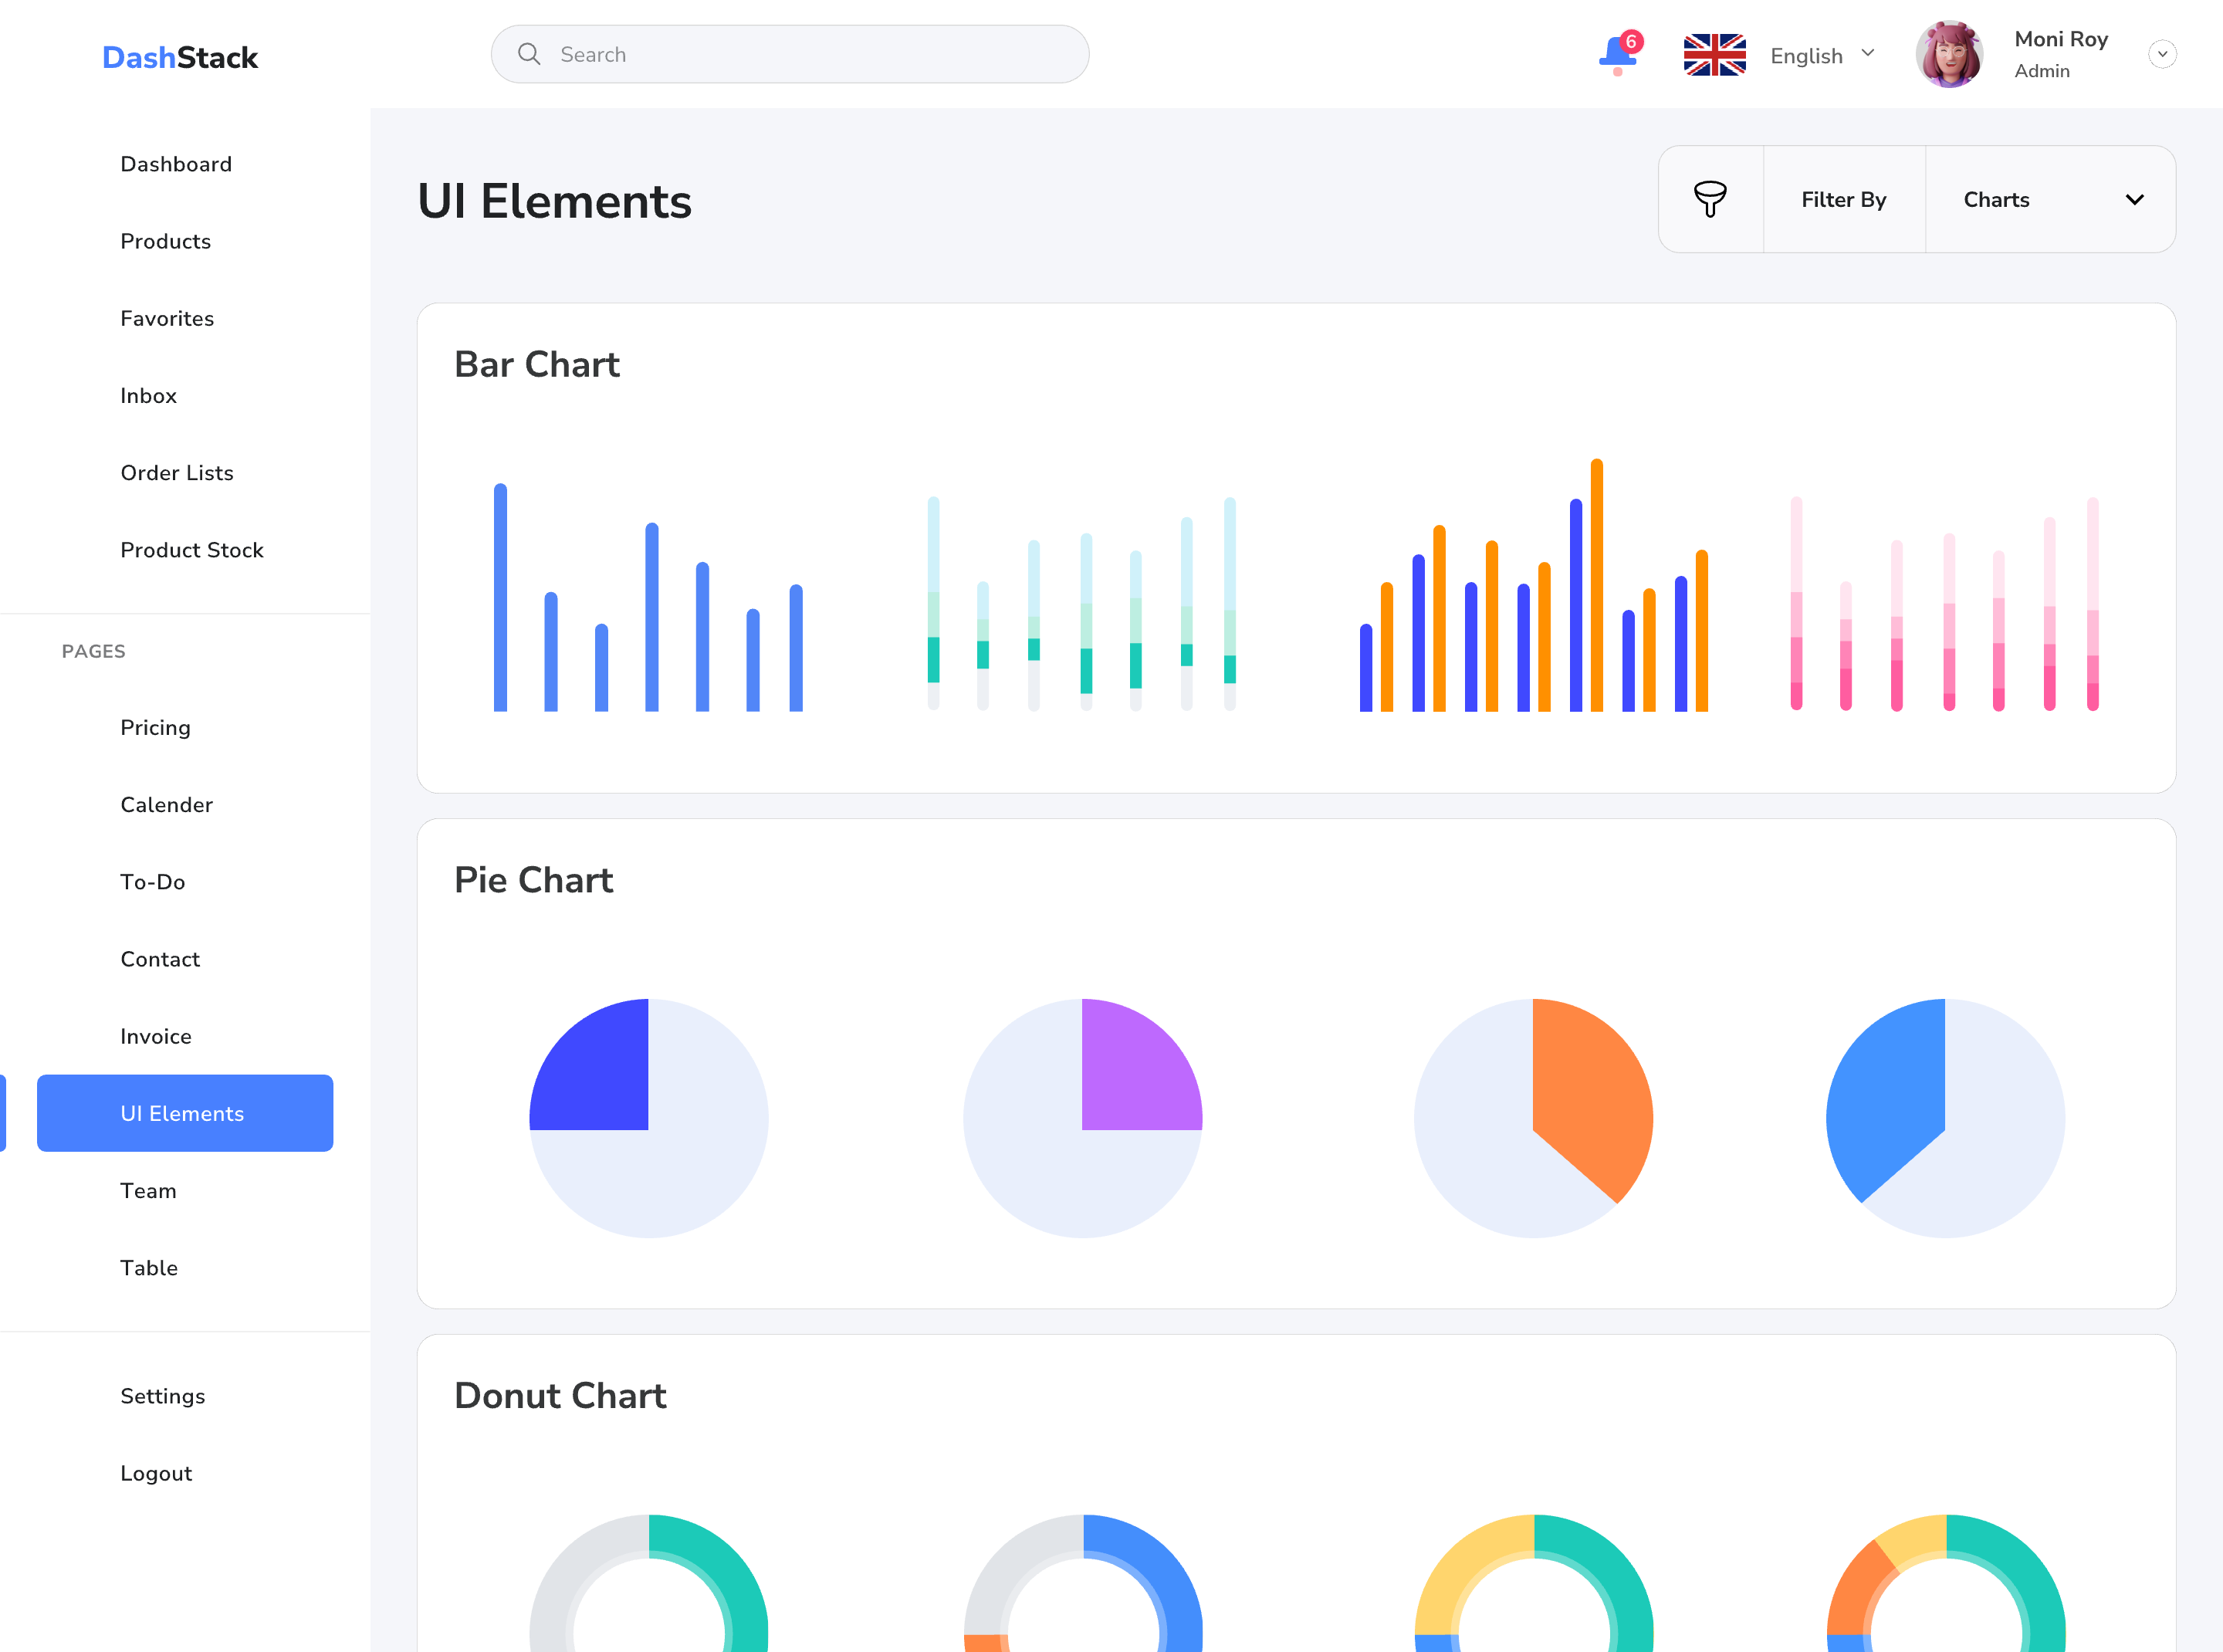 DashStack
Search
6
English
Moni Roy
Admin
Dashboard
Products
Favorites
Inbox
Order Lists
Product Stock
PAGES
Pricing
Calender
To-Do
Contact
Invoice
UI Elements
Team
Table
Settings
Logout
UI Elements
Filter By
Charts
Bar Chart
Pie Chart
Donut Chart